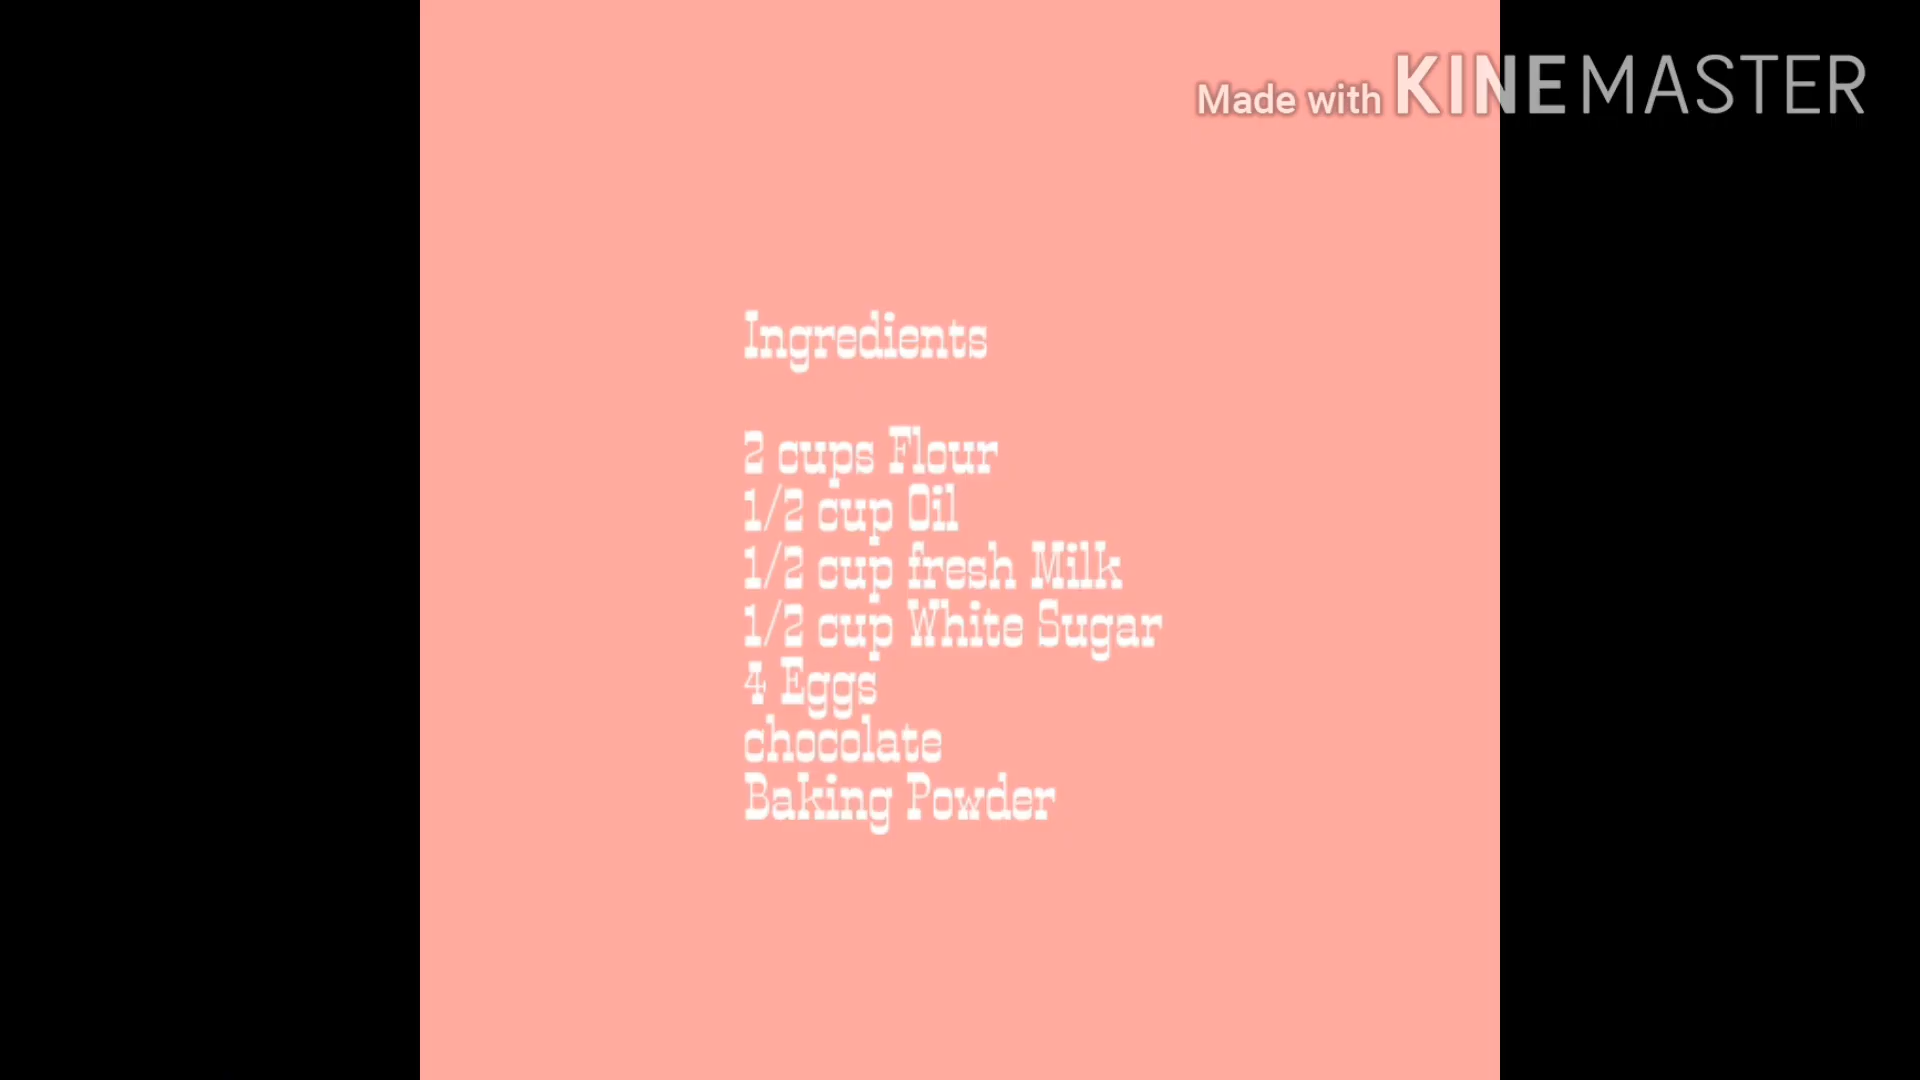 Made with KINEMASTER
Ingredients
2 cups Flour
1/2 cup Oil
1/2 cup fresh Milk
1/2 cup White Sugar
4 Eggs
chocolate
Baking Powder